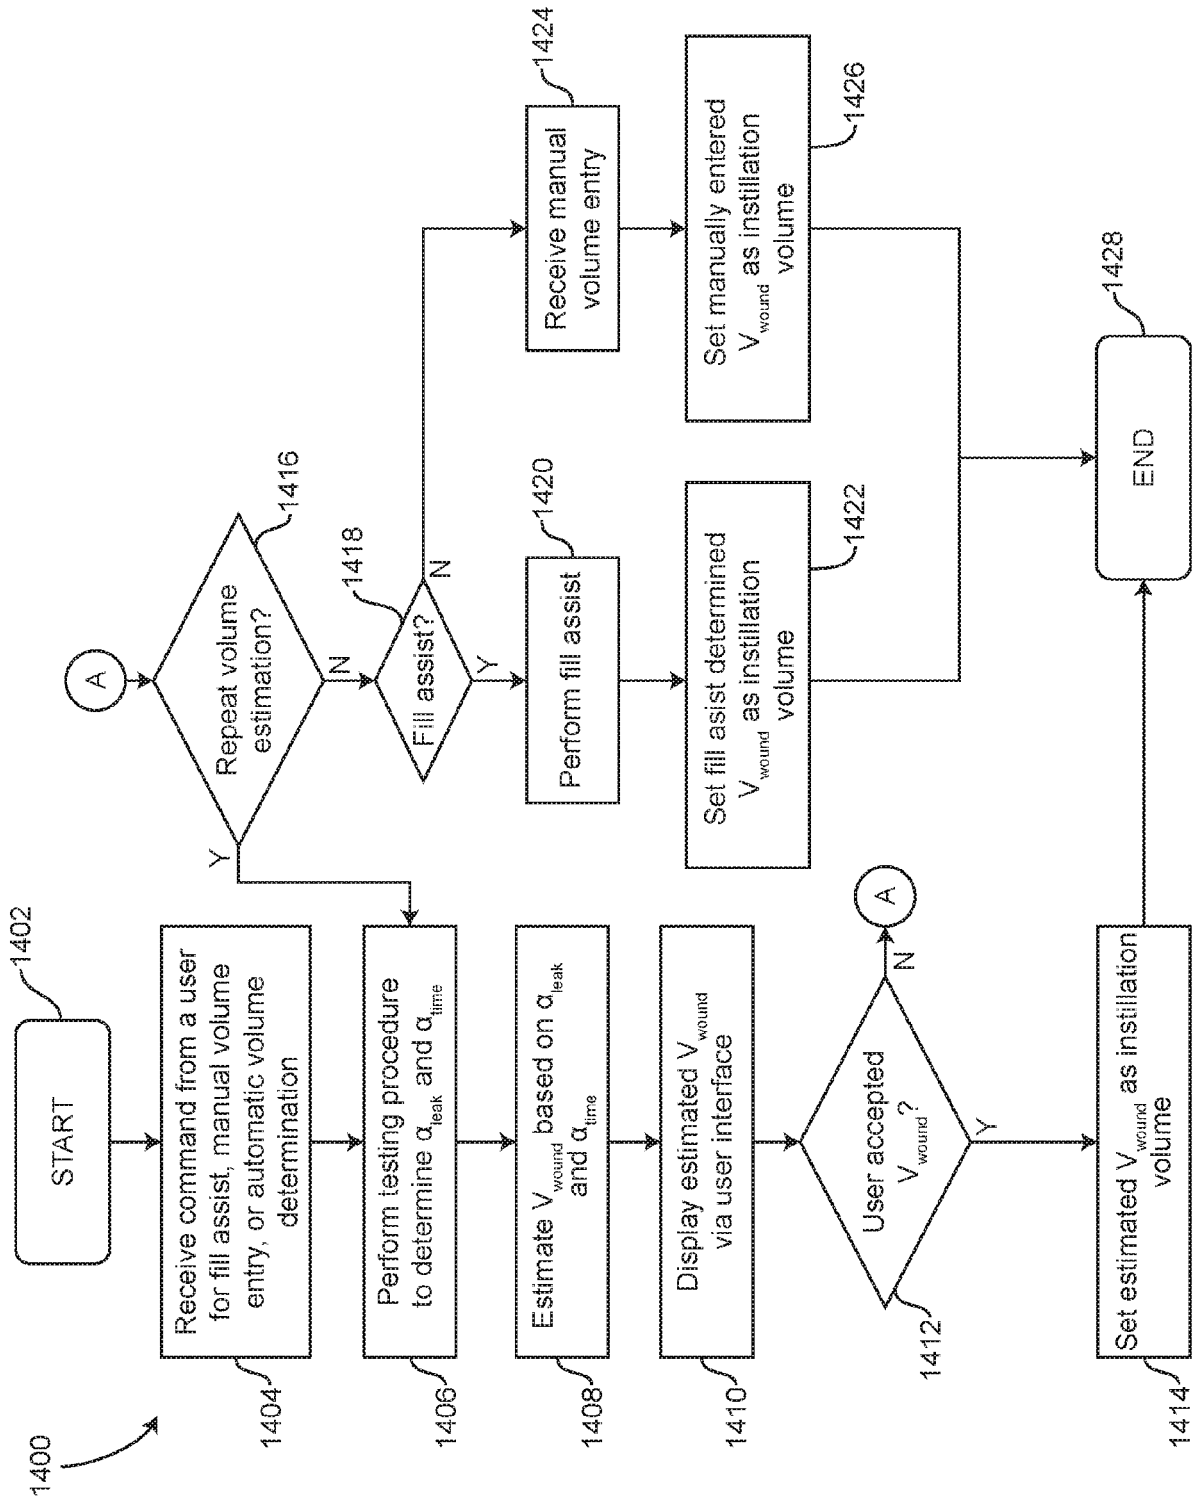 1400
START
1402
Receive command from a user
for fill assist, manual volume
entry, or automatic volume
determination
1404
Perform testing procedure
to determine α_leak and α_time
1406
Estimate V_wound based on α_leak
and α_time
1408
Display estimated V_wound
via user interface
1410
User accepted
V_wound?
1412
N
A
Y
Set estimated V_wound as instillation
volume
1414
A
Repeat volume
estimation?
1416
Y
N
Fill assist?
1418
N
Y
Perform fill assist
1420
Set fill asist determined
V_wound as instillation
volume
1422
Receive manual
volume entry
1424
Set manually entered
V_wound as instillation
volume
1426
END
1428